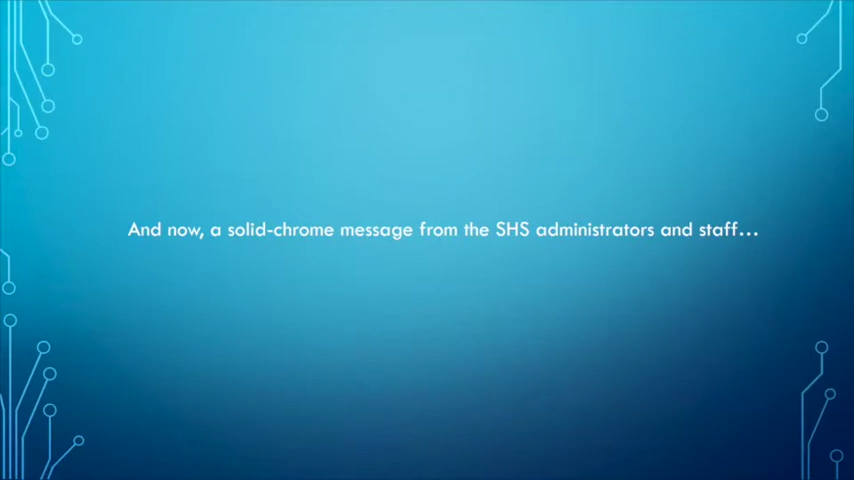 And now, a solid-chrome message from the SHS administrators and staff...